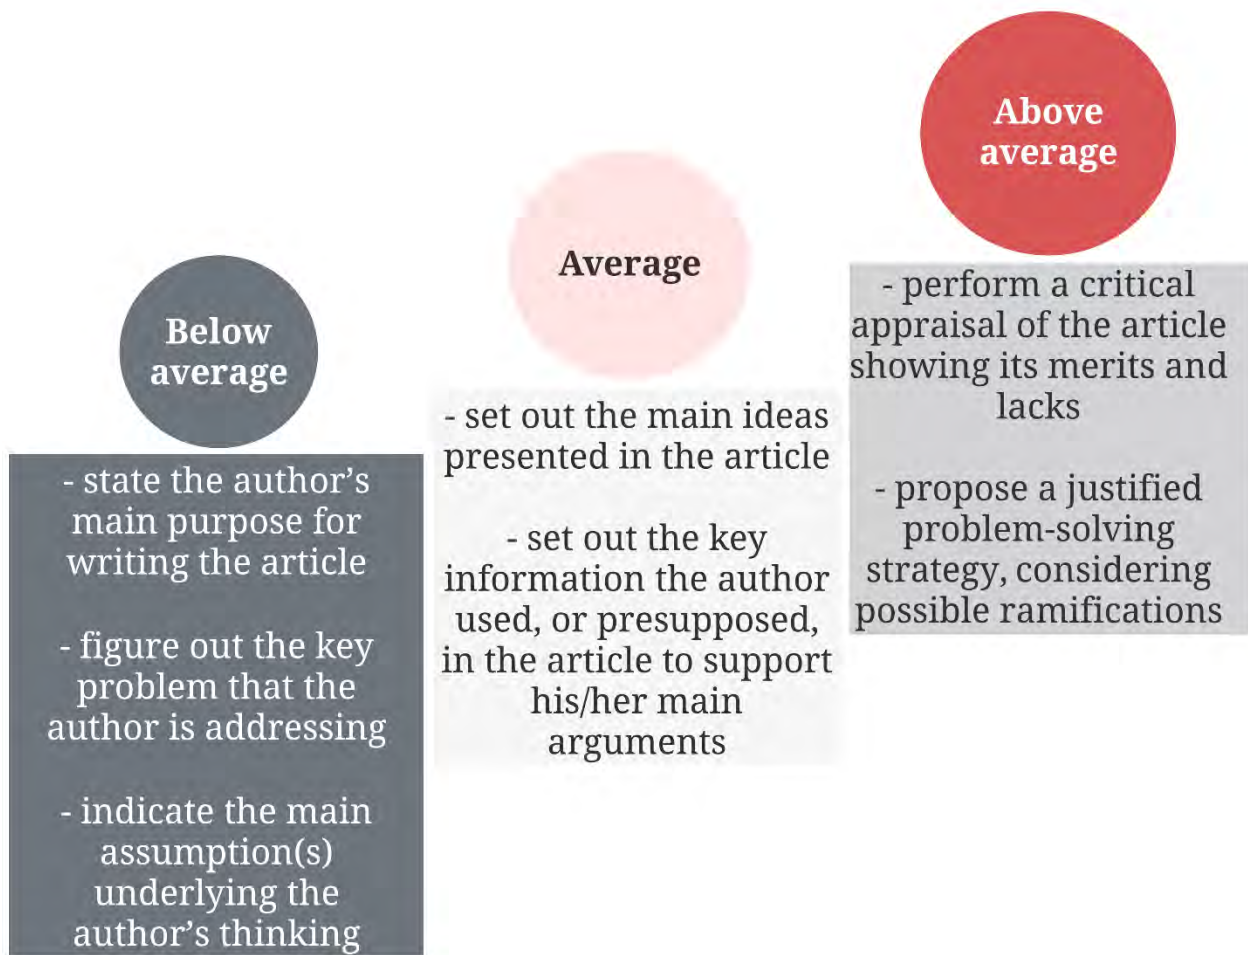 Below
average
- state the author’s
main purpose for
writing the article
- figure out the key
problem that the
author is addressing
- indicate the main
assumption(s)
underlying the
author’s thinking
Average
- set out the main ideas
presented in the article
- set out the key
information the author
used, or presupposed,
in the article to support
his/her main
arguments
Above
average
- perform a critical
appraisal of the article
showing its merits and
lacks
- propose a justified
problem-solving
strategy, considering
possible ramifications